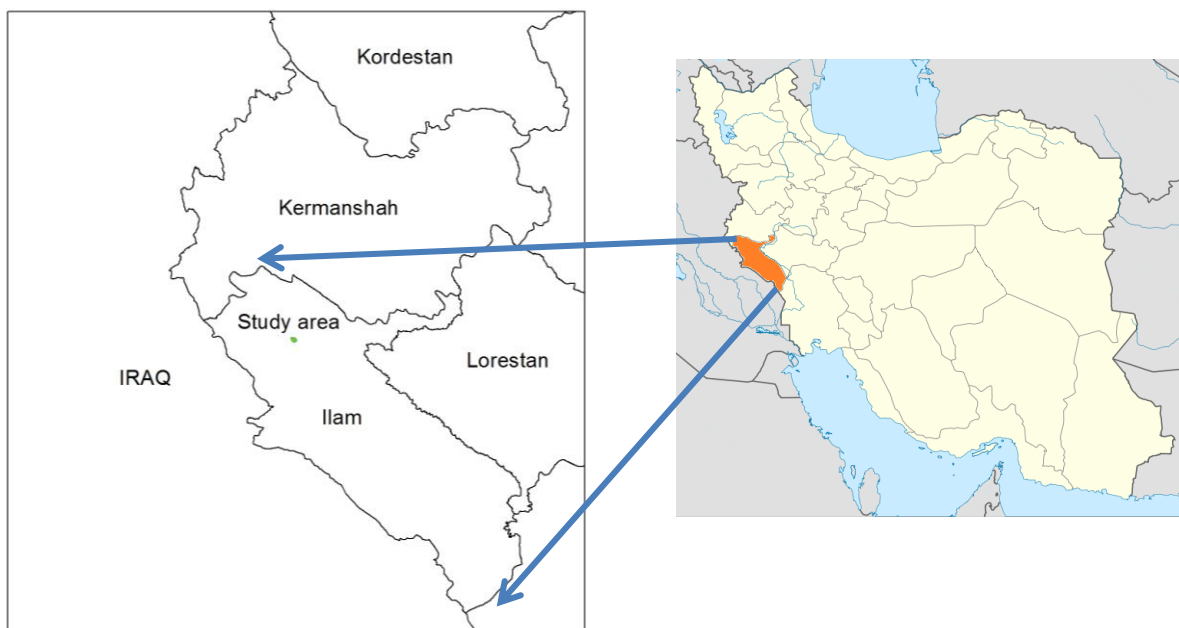 Kordestan
Kermanshah
Study area
Lorestan
IRAQ
Ilam